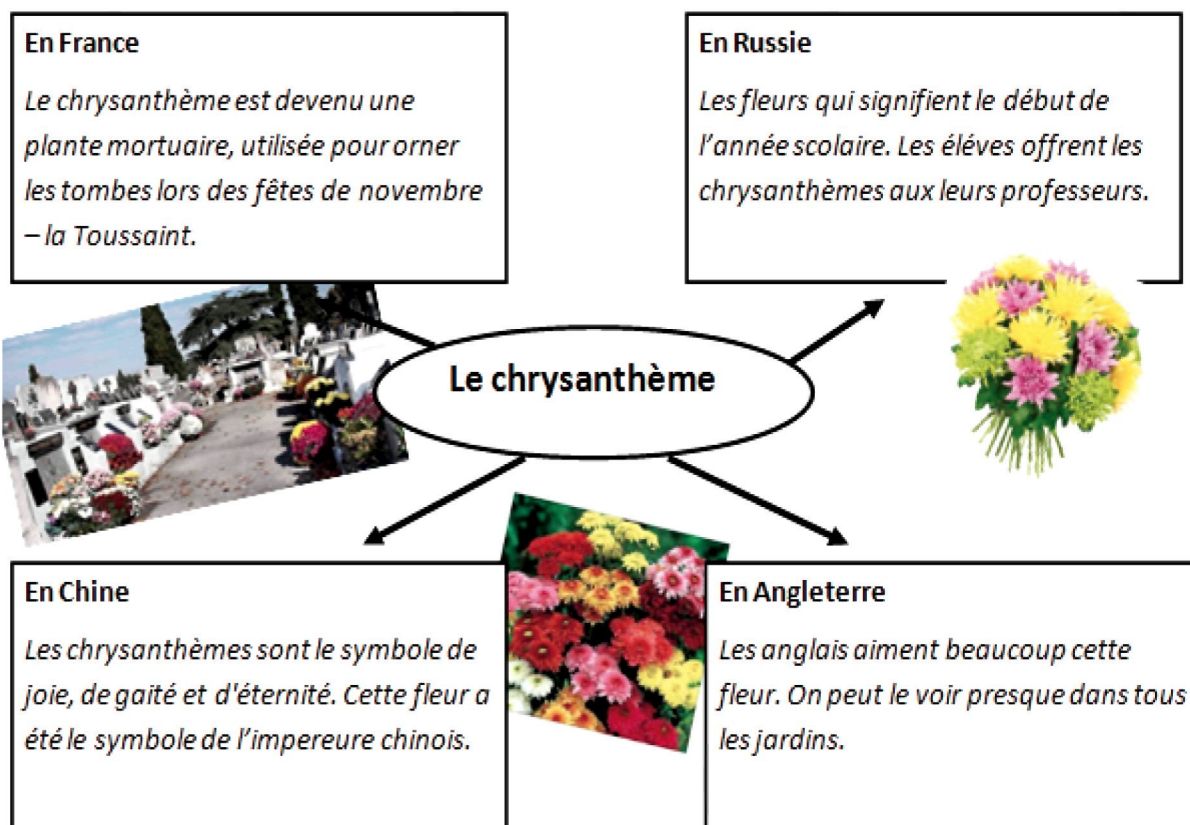 En France
Le chrysanthème est devenu une
plante mortuaire, utilisée pour orner
les tombes lors des fêtes de novembre
– la Toussaint.
En Russie
Les fleurs qui signifient le début de
l'année scolaire. Les éléves offrent les
chrysanthèmes aux leurs professeurs.
Le chrysanthème
En Chine
Les chrysanthèmes sont le symbole de
joie, de gaité et d'éternité. Cette fleur a
été le symbole de l'impereure chinois.
En Angleterre
Les anglais aiment beaucoup cette
fleur. On peut le voir presque dans tous
les jardins.